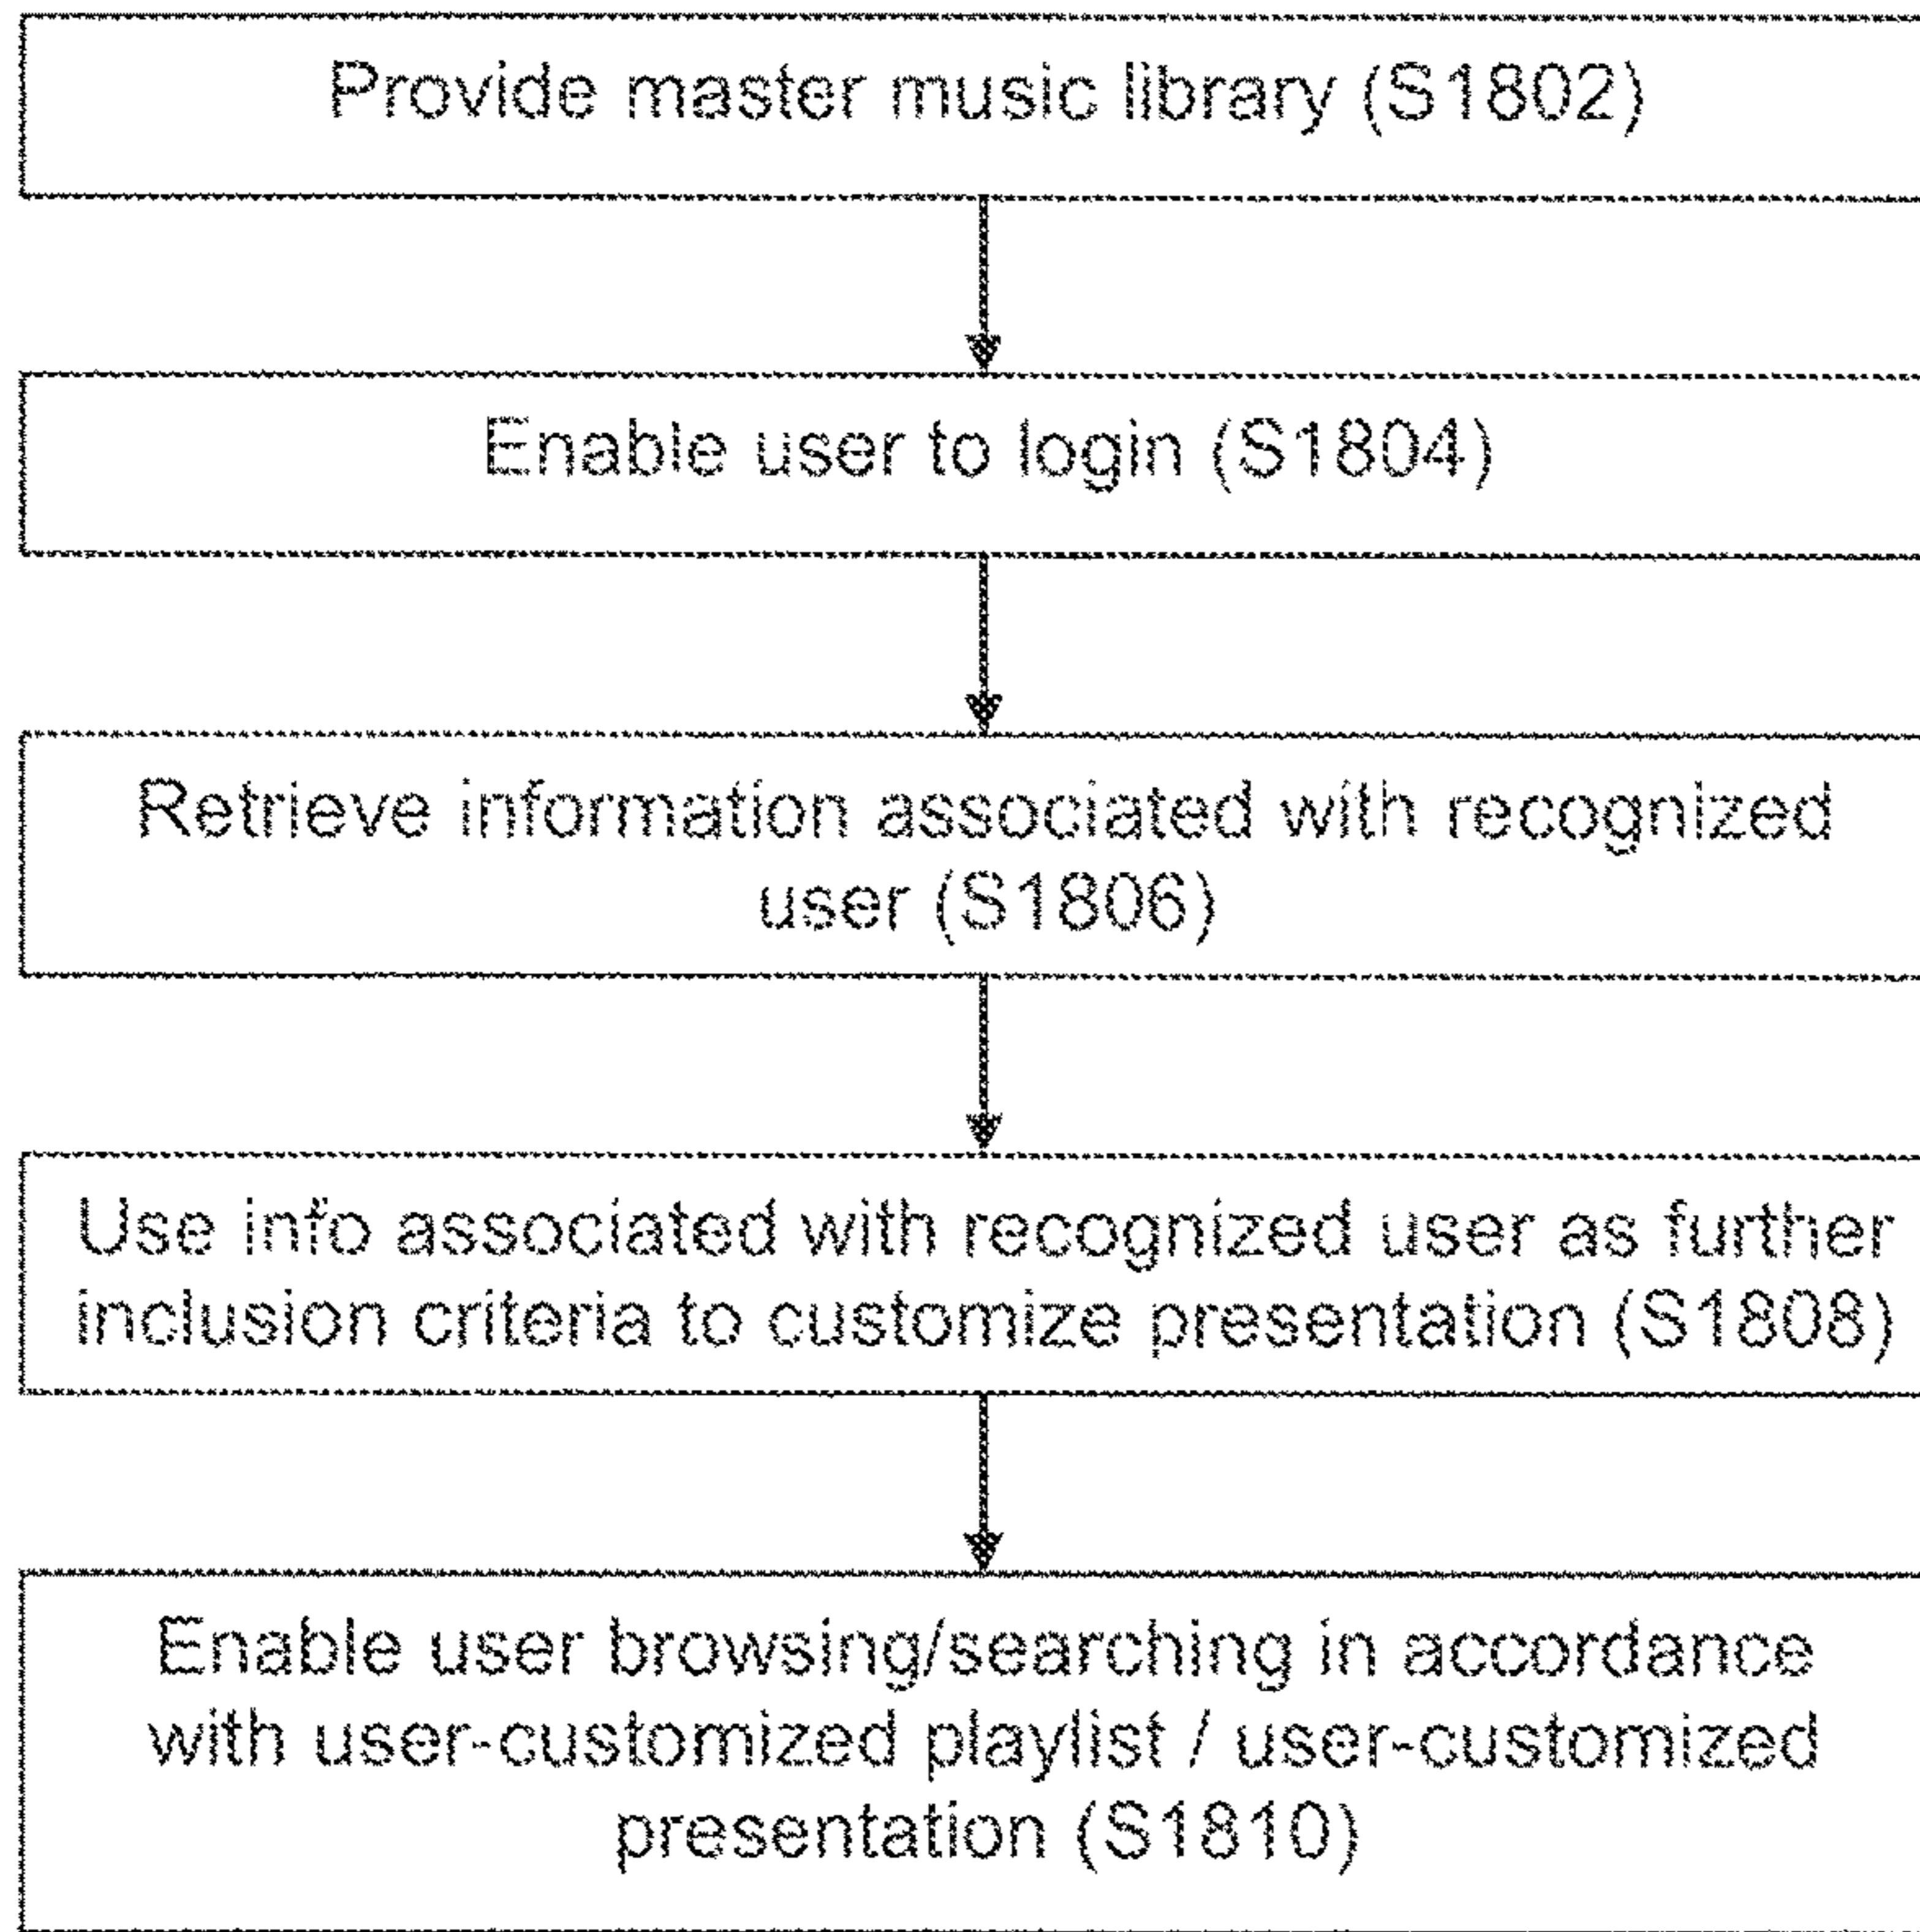 Provide master music library (S1802)
Enable user to login (S1804)
Retrieve information associated with recognized
user (S1806)
Use info associated with recognized user as further
inclusion criteria to customize presentation (S1808)
Enable user browsing/searching in accordance
with user-customized playlist / user-customized
presentation (S1810)